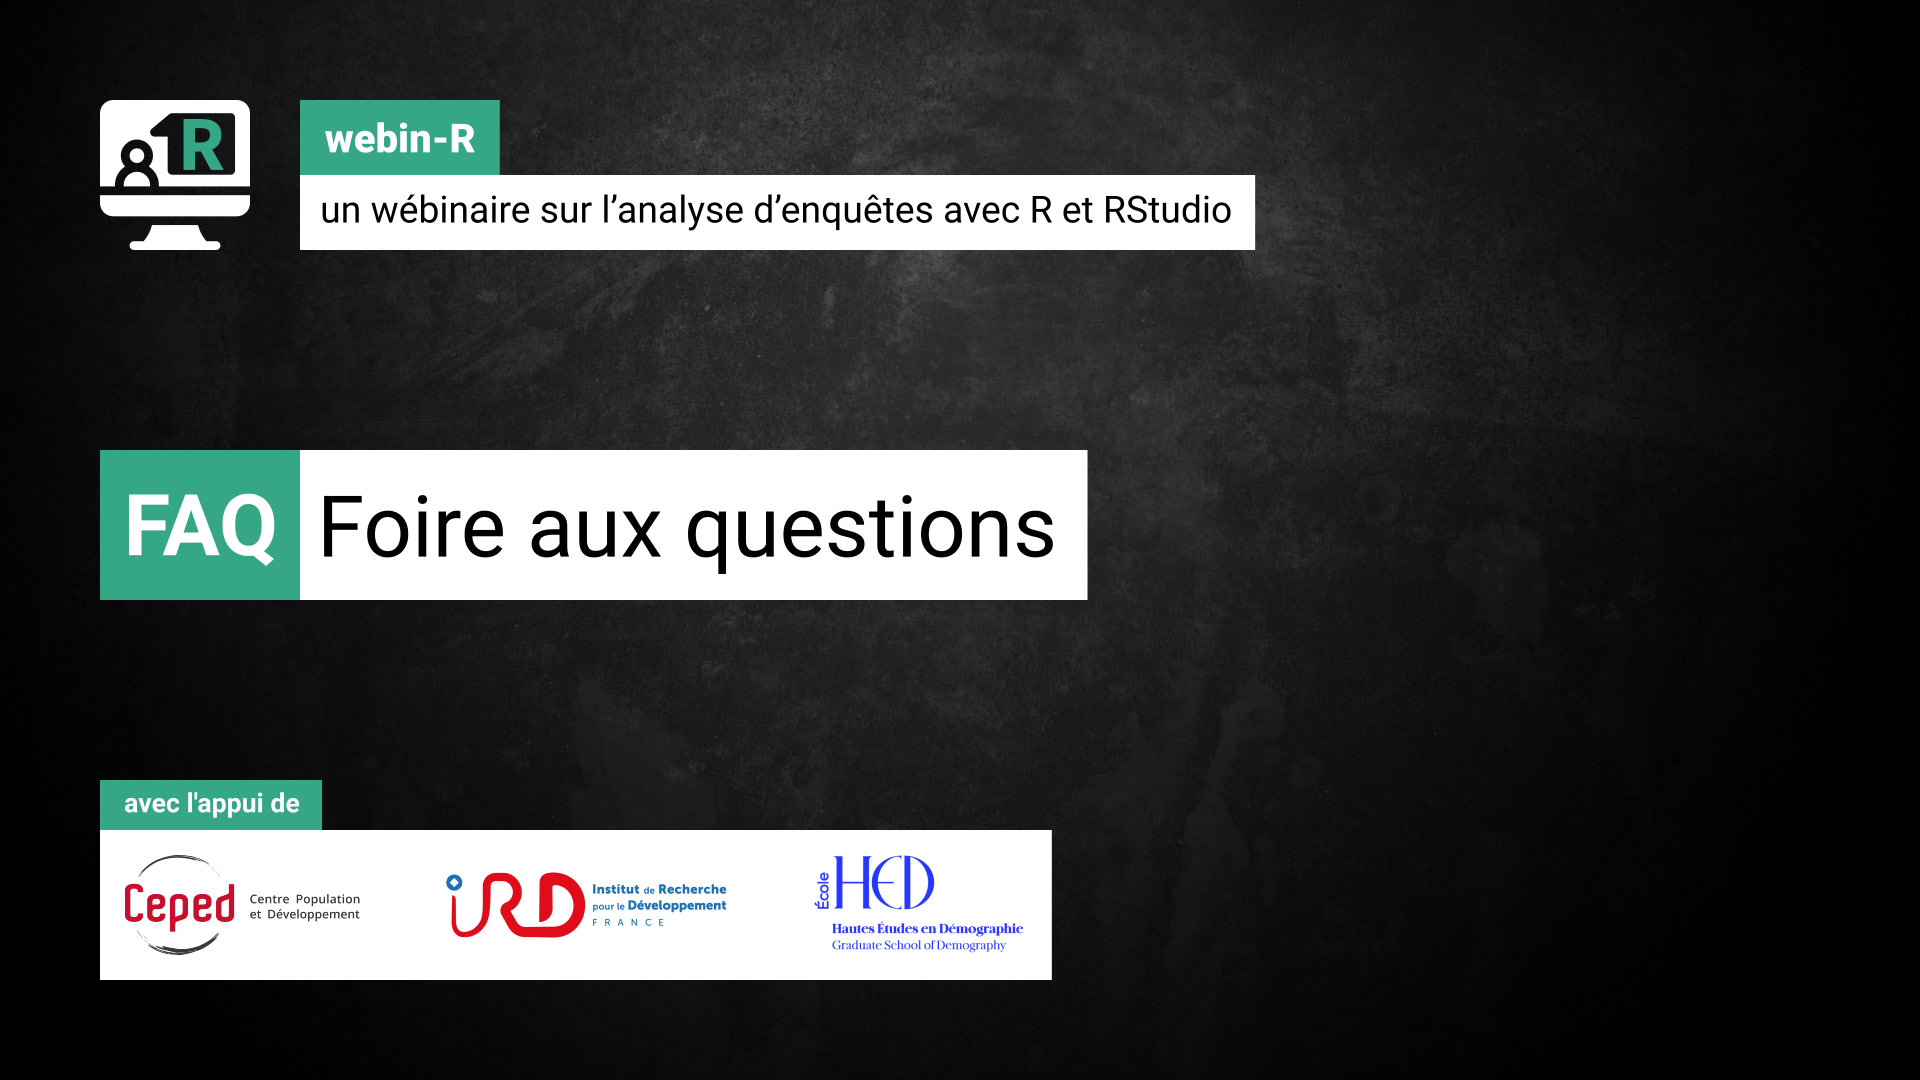 R
webin-R
un wébinaire sur l’analyse d’enquêtes avec R et RStudio
FAQ
Foire aux questions
avec l'appui de
Ceped
Centre Population
et Développement
IRD
Institut de Recherche
pour le Développement
FRANCE
École
HED
Hautes Études en Démographie
Graduate School of Demography